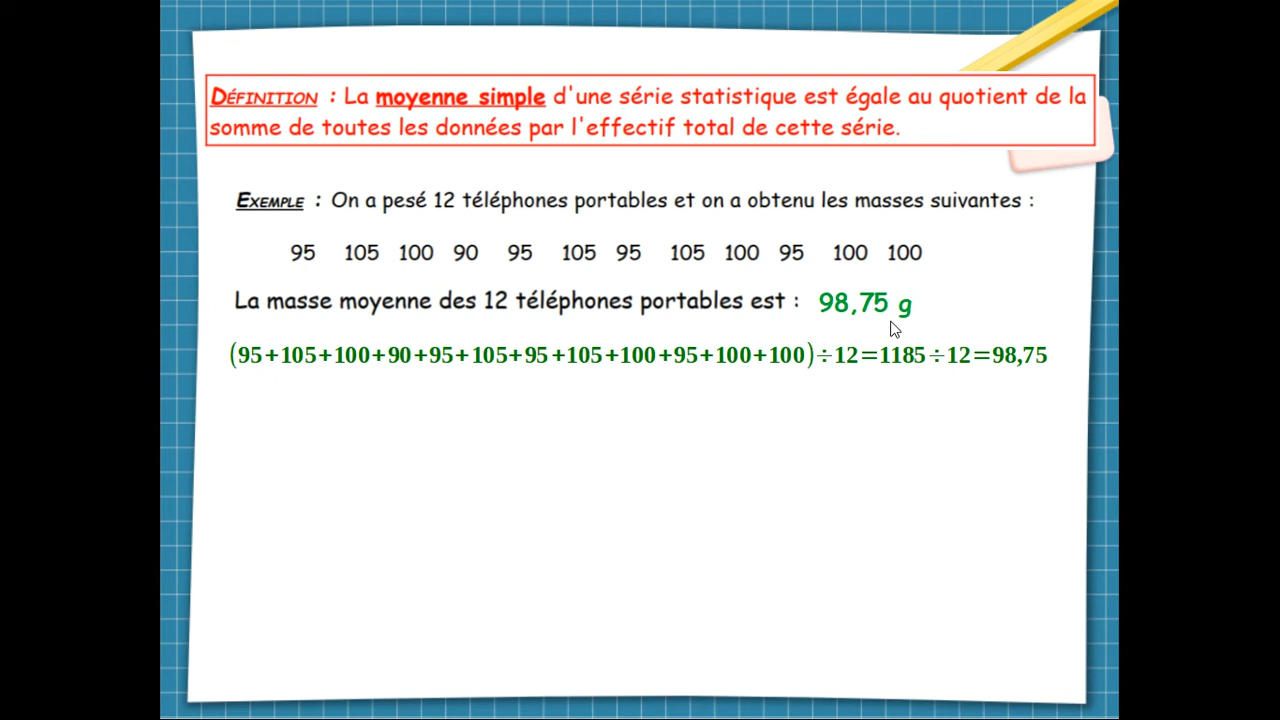 DÉFINITION : La moyenne simple d'une série statistique est égale au quotient de la
somme de toutes les données par l'effectif total de cette série.
EXEMPLE : On a pesé 12 téléphones portables et on a obtenu les masses suivantes :
95 105 100 90 95 105 95 105 100 95 100 100
La masse moyenne des 12 téléphones portables est : 98,75 g
(95+105+100+90+95+105+95+105+100+95+100+100)÷12=1185÷12=98,75